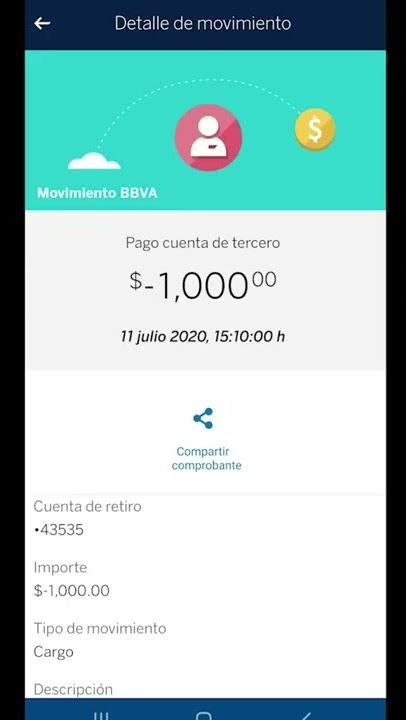 Detalle de movimiento
Movimiento BBVA
Pago cuenta de tercero
$-1,000.00
11 julio 2020, 15:10:00 h
Compartir
comprobante
Cuenta de retiro
•43535
Importe
$-1,000.00
Tipo de movimiento
Cargo
Descripción